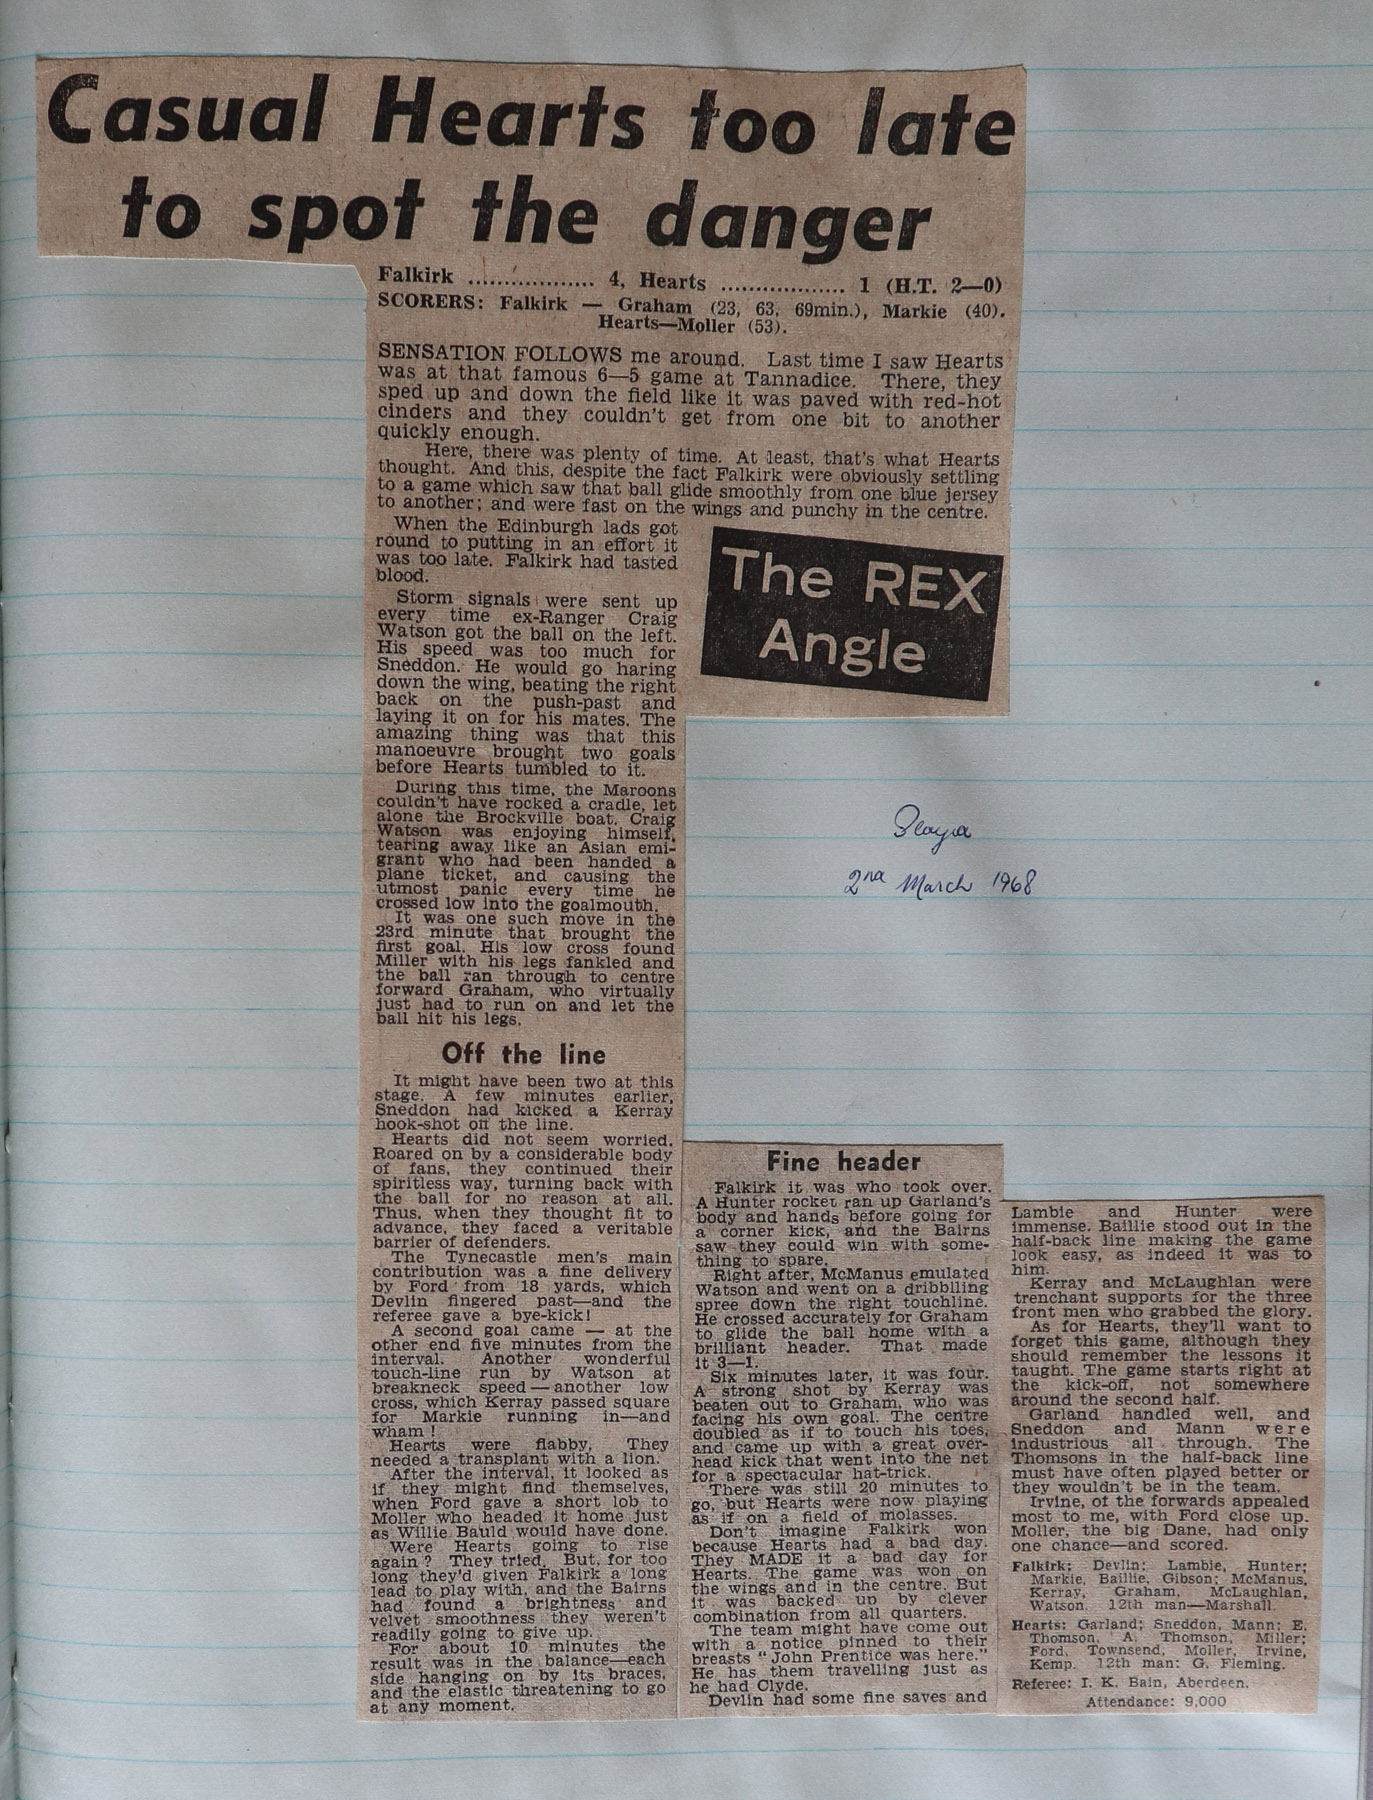 Casual Hearts too late
to spot the danger
Falkirk .................. 4, Hearts .................. 1 (H.T. 2—0)
SCORERS: Falkirk — Graham (23, 63, 69min.), Markie (40).
Hearts—Moller (53).
SENSATION FOLLOWS me around. Last time I saw Hearts
was at that famous 6—5 game at Tannadice. There, they
sped up and down the field like it was paved with red-hot
cinders and they couldn't get from one bit to another
quickly enough.
Here, there was plenty of time. At least, that's what Hearts
thought. And this, despite the fact Falkirk were obviously settling
to a game which saw that ball glide smoothly from one blue jersey
to another; and were fast on the wings and punchy in the centre.
When the Edinburgh lads got
round to putting in an effort it
was too late. Falkirk had tasted
blood.
Storm signals were sent up
every time ex-Ranger Craig
Watson got the ball on the left.
His speed was too much for
Sneddon. He would go haring
down the wing, beating the right
back on the push-past and
laying it on for his mates. The
amazing thing was that this
manoeuvre brought two goals
before Hearts tumbled to it.
During this time, the Maroons
couldn't have rocked a cradle, let
alone the Brockville boat. Craig
Watson was enjoying himself,
tearing away like an Asian emi-
grant who had been handed a
plane ticket, and causing the
utmost panic every time he
crossed low into the goalmouth.
It was one such move in the
23rd minute that brought the
first goal. His low cross found
Miller with his legs fankled and
the ball ran through to centre
forward Graham, who virtually
just had to run on and let the
ball hit his legs.
Off the line
It might have been two at this
stage. A few minutes earlier,
Sneddon had kicked a Kerray
hook-shot off the line.
Hearts did not seem worried.
Roared on by a considerable body
of fans, they continued their
spiritless way, turning back with
the ball for no reason at all.
Thus, when they thought fit to
advance, they faced a veritable
barrier of defenders.
The Tynecastle men's main
contribution was a fine delivery
by Ford from 18 yards, which
Devlin fingered past—and the
referee gave a bye-kick!
A second goal came — at the
other end five minutes from the
interval. Another wonderful
touch-line run by Watson at
breakneck speed—another low
cross, which Kerray passed square
for Markie running in—and
wham!
Hearts were flabby. They
needed a transplant with a lion.
After the interval, it looked as
if they might find themselves,
when Ford gave a short lob to
Moller who headed it home just
as Willie Bauld would have done.
Were Hearts going to rise
again? They tried. But, for too
long they'd given Falkirk a long
lead to play with, and the Bairns
had found a brightness and
velvet smoothness they weren't
readily going to give up.
For about 10 minutes the
result was in the balance—each
side hanging on by its braces,
and the elastic threatening to go
at any moment.
The REX
Angle
2nd March 1968
Fine header
Falkirk it was who took over.
A Hunter rocket ran up Garland's
body and hands before going for
a corner kick, and the Bairns
saw they could win with some-
thing to spare.
Right after, McManus emulated
Watson and went on a dribblling
spree down the right touchline.
He crossed accurately for Graham
to glide the ball home with a
brilliant header. That made
it 3—1.
Six minutes later, it was four.
A strong shot by Kerray was
beaten out to Graham, who was
facing his own goal. The centre
doubled as if to touch his toes,
and came up with a great over-
head kick that went into the net
for a spectacular hat-trick.
There was still 20 minutes to
go, but Hearts were now playing
as if on a field of molasses.
Don't imagine Falkirk won
because Hearts had a bad day.
They MADE it a bad day for
Hearts. The game was won on
the wings and in the centre. But
it was backed up by clever
combination from all quarters.
The team might have come out
with a notice pinned to their
breasts "John Prentice was here."
He has them travelling just as
he had Clyde.
Devlin had some fine saves and
Lambie and Hunter were
immense. Baillie stood out in the
half-back line making the game
look easy, as indeed it was to
him.
Kerray and McLaughlan were
trenchant supports for the three
front men who grabbed the glory.
As for Hearts, they'll want to
forget this game, although they
should remember the lessons it
taught. The game starts right at
the kick-off, not somewhere
around the second half.
Garland handled well, and
Sneddon and Mann were
industrious all through. The
Thomsons in the half-back line
must have often played better or
they wouldn't be in the team.
Irvine, of the forwards appealed
most to me, with Ford close up.
Moller, the big Dane, had only
one chance—and scored.
Falkirk: Devlin; Lambie, Hunter;
Markie, Baillie, Gibson; McManus,
Kerray, Graham, McLaughlan,
Watson. 12th man—Marshall.
Hearts: Garland; Sneddon, Mann; E.
Thomson, A. Thomson, Miller;
Ford, Townsend, Moller, Irvine,
Kemp. 12th man: G. Fleming.
Referee: I. K. Bain, Aberdeen.
Attendance: 9,000